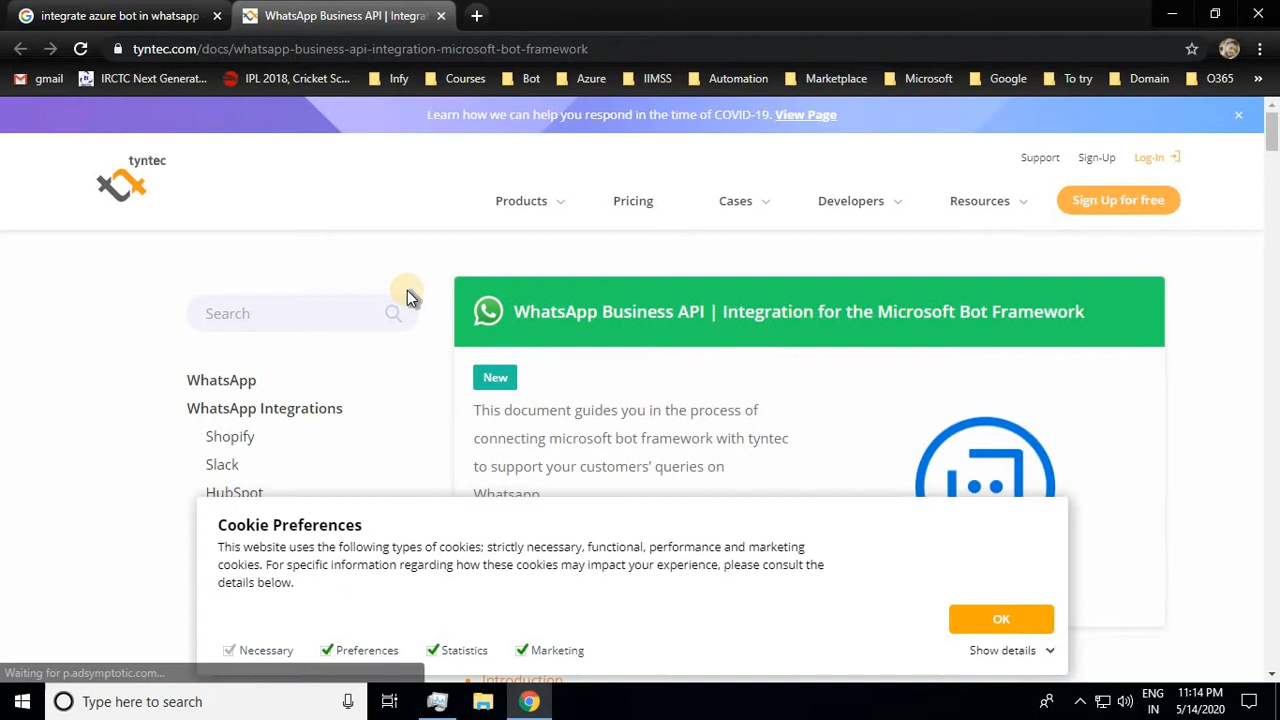 integrate azure bot in whatsapp
WhatsApp Business API | Integra
tyntec.com/docs/whatsapp-business-api-integration-microsoft-bot-framework
gmail IRCTC Next Generat... IPL 2018, Cricket Sc... Infy Courses Bot Azure IIMSS Automation Marketplace Microsoft Google To try Domain O365 »
Learn how we can help you respond in the time of COVID-19. View Page
tyntec
Support Sign-Up Log-In
Products Pricing Cases Developers Resources Sign Up for free
Search
WhatsApp Business API | Integration for the Microsoft Bot Framework
New
WhatsApp
WhatsApp Integrations
Shopify
Slack
HubSpot
This document guides you in the process of
connecting microsoft bot framework with tyntec
to support your customers’ queries on
Whatsapp.
Cookie Preferences
This website uses the following types of cookies; strictly necessary, functional, performance and marketing
cookies. For specific information regarding how these cookies may impact your experience, please consult the
details below.
OK
Necessary Preferences Statistics Marketing Show details
Waiting for p.adsymptotic.com...
Introduction
Type here to search
ENG
IN
11:14 PM
5/14/2020